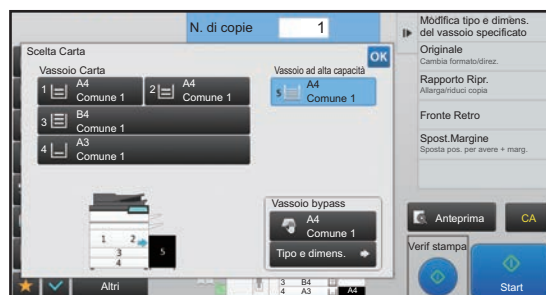 N. di copie
1
Modifica tipo e dimens.
del vassoio specificato
Originale
Cambia formato/direz.
Rapporto Ripr.
Allarga/riduci copia
Fronte Retro
Spost.Margine
Sposta pos. per avere + marg.
Scelta Carta
OK
Vassoio Carta
Vassoio ad alta capacità
1 A4
Comune 1
2 A4
Comune 1
5 A4
Comune 1
3 B4
Comune 1
4 A3
Comune 1
1 2
3
4
5
Vassoio bypass
A4
Comune 1
Tipo e dimens.
Anteprima
CA
Verif stampa
Start
Altri
3 B4
4 A3
A4